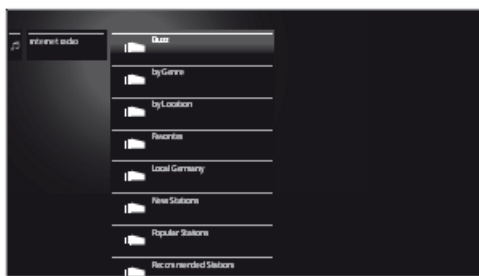 internet radio
Buzz
by Genre
by Location
Favorites
Local Germany
New Stations
Popular Stations
Recommended Stations